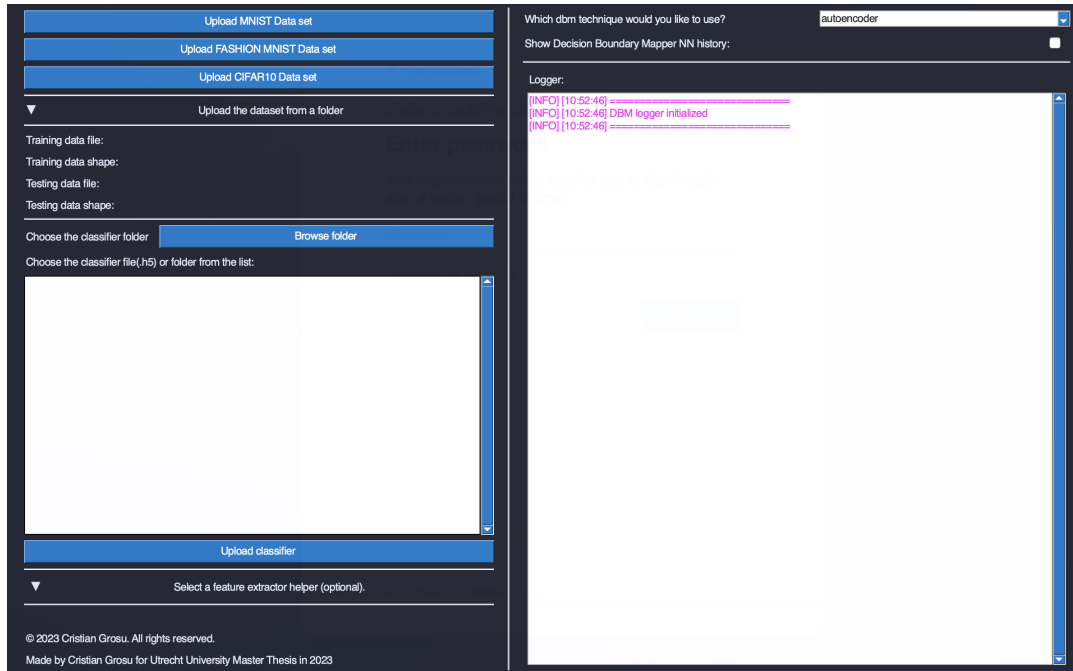 Upload MNIST Data set
Upload FASHION MNIST Data set
Upload CIFAR10 Data set
▼ Upload the dataset from a folder
Training data file:
Training data shape:
Testing data file:
Testing data shape:
Choose the classifier folder Browse folder
Choose the classifier file(.h5) or folder from the list:
Upload classifier
▼ Select a feature extractor helper (optional).
© 2023 Cristian Grosu. All rights reserved.
Made by Cristian Grosu for Utrecht University Master Thesis in 2023
Which dbm technique would you like to use? autoencoder
Show Decision Boundary Mapper NN history:
Logger:
[INFO] [10:52:46] ==============================
[INFO] [10:52:46] DBM logger initialized
[INFO] [10:52:46] ==============================
Enter password